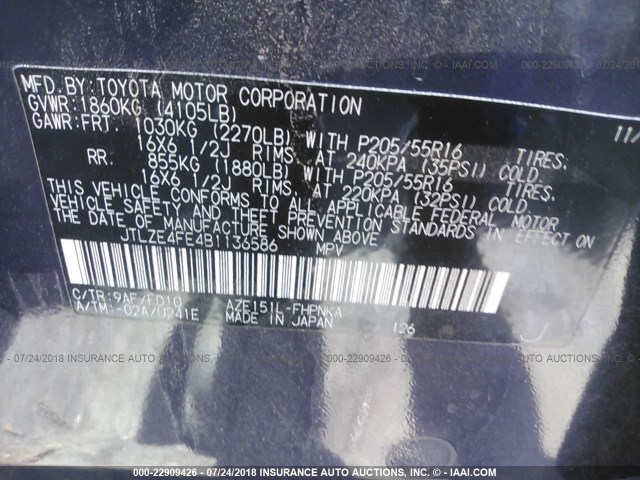 © Copyright
© IAAI.com
MFD.BY:TOYOTA MOTOR CORPORATION 11/
GVWR:1860KG (4105LB)
GAWR:FRT. 1030KG (2270LB) WITH P205/55R16 TIRES,
16X6 1/2J RIMS, AT 240KPA (35PSI) COLD.
RR. 855KG (1880LB) WITH P205/55R16 TIRES,
16X6 1/2J RIMS, AT 220KPA (32PSI) COLD.
THIS VEHICLE CONFORMS TO ALL APPLICABLE FEDERAL MOTOR
VEHICLE SAFETY AND THEFT PREVENTION STANDARDS IN EFFECT ON
THE DATE OF MANUFACTURE SHOWN ABOVE.
JTLZE4FE4B1136586 MPV
C/TR:9AF/FD10 AZE151L-FHPNKA
A/TM:-02A/U241E MADE IN JAPAN 126
000-22909426 - 07/24/2018 INSURANCE AUTO AUCTIONS, INC. - © IAAI.COM